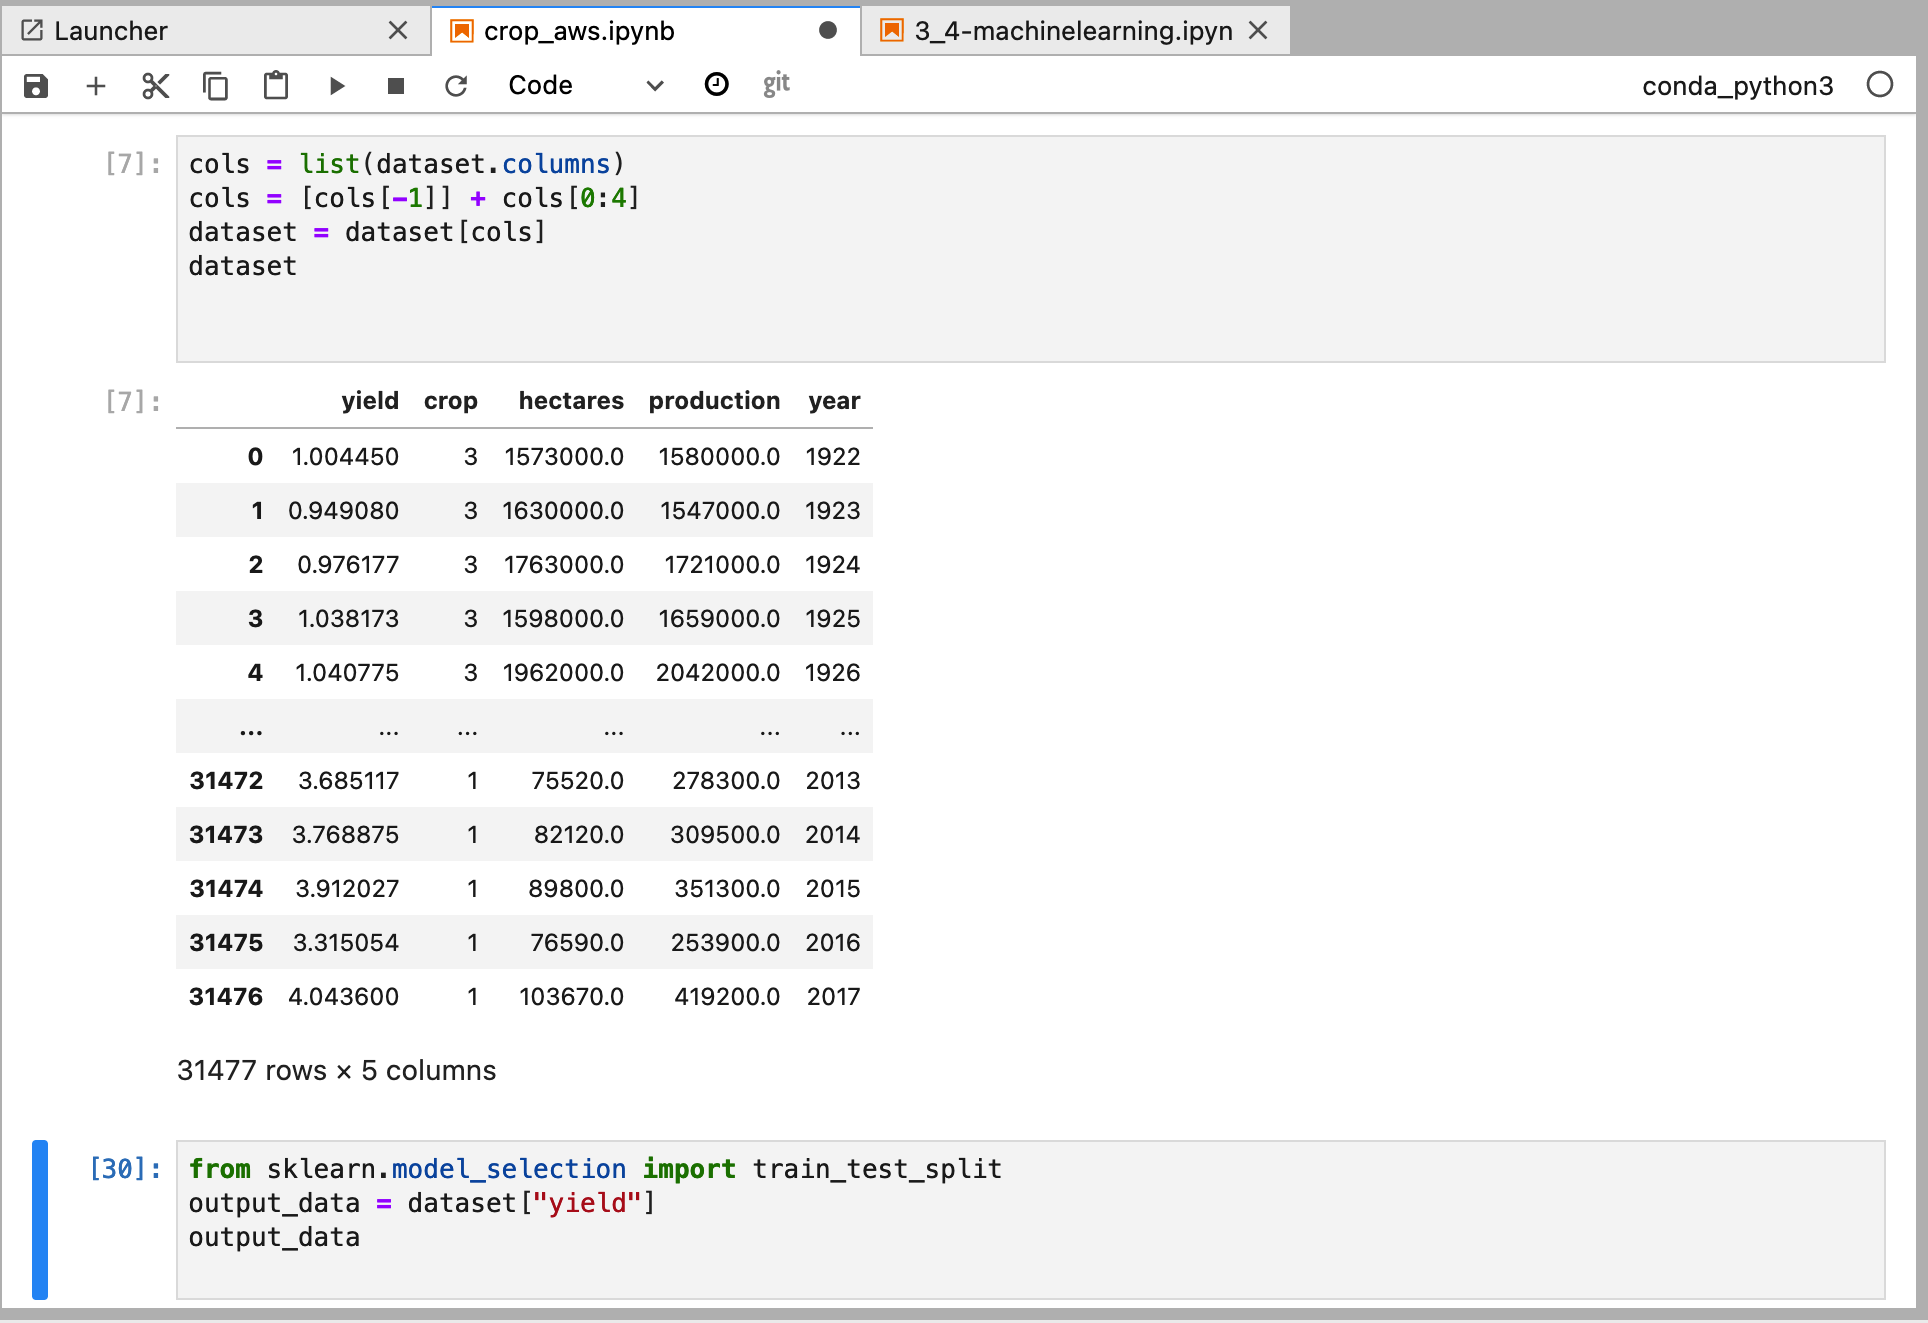 Launcher
crop_aws.ipynb
3_4-machinelearning.ipyn
Code
git
conda_python3
[7]:
cols = list(dataset.columns)
cols = [cols[-1]] + cols[0:4]
dataset = dataset[cols]
dataset
[7]:
yield crop hectares production year
0 1.004450 3 1573000.0 1580000.0 1922
1 0.949080 3 1630000.0 1547000.0 1923
2 0.976177 3 1763000.0 1721000.0 1924
3 1.038173 3 1598000.0 1659000.0 1925
4 1.040775 3 1962000.0 2042000.0 1926
... ... ... ... ... ...
31472 3.685117 1 75520.0 278300.0 2013
31473 3.768875 1 82120.0 309500.0 2014
31474 3.912027 1 89800.0 351300.0 2015
31475 3.315054 1 76590.0 253900.0 2016
31476 4.043600 1 103670.0 419200.0 2017
31477 rows × 5 columns
[30]:
from sklearn.model_selection import train_test_split
output_data = dataset["yield"]
output_data